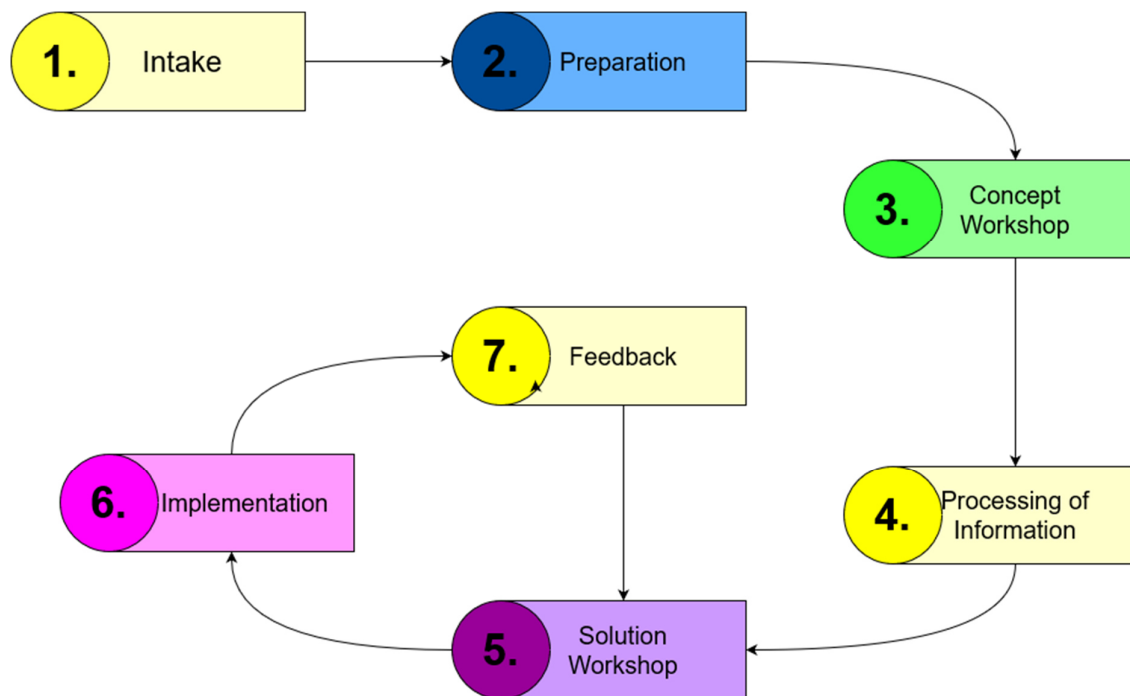 1. Intake
2. Preparation
3. Concept
Workshop
4. Processing of
Information
5. Solution
Workshop
6. Implementation
7. Feedback